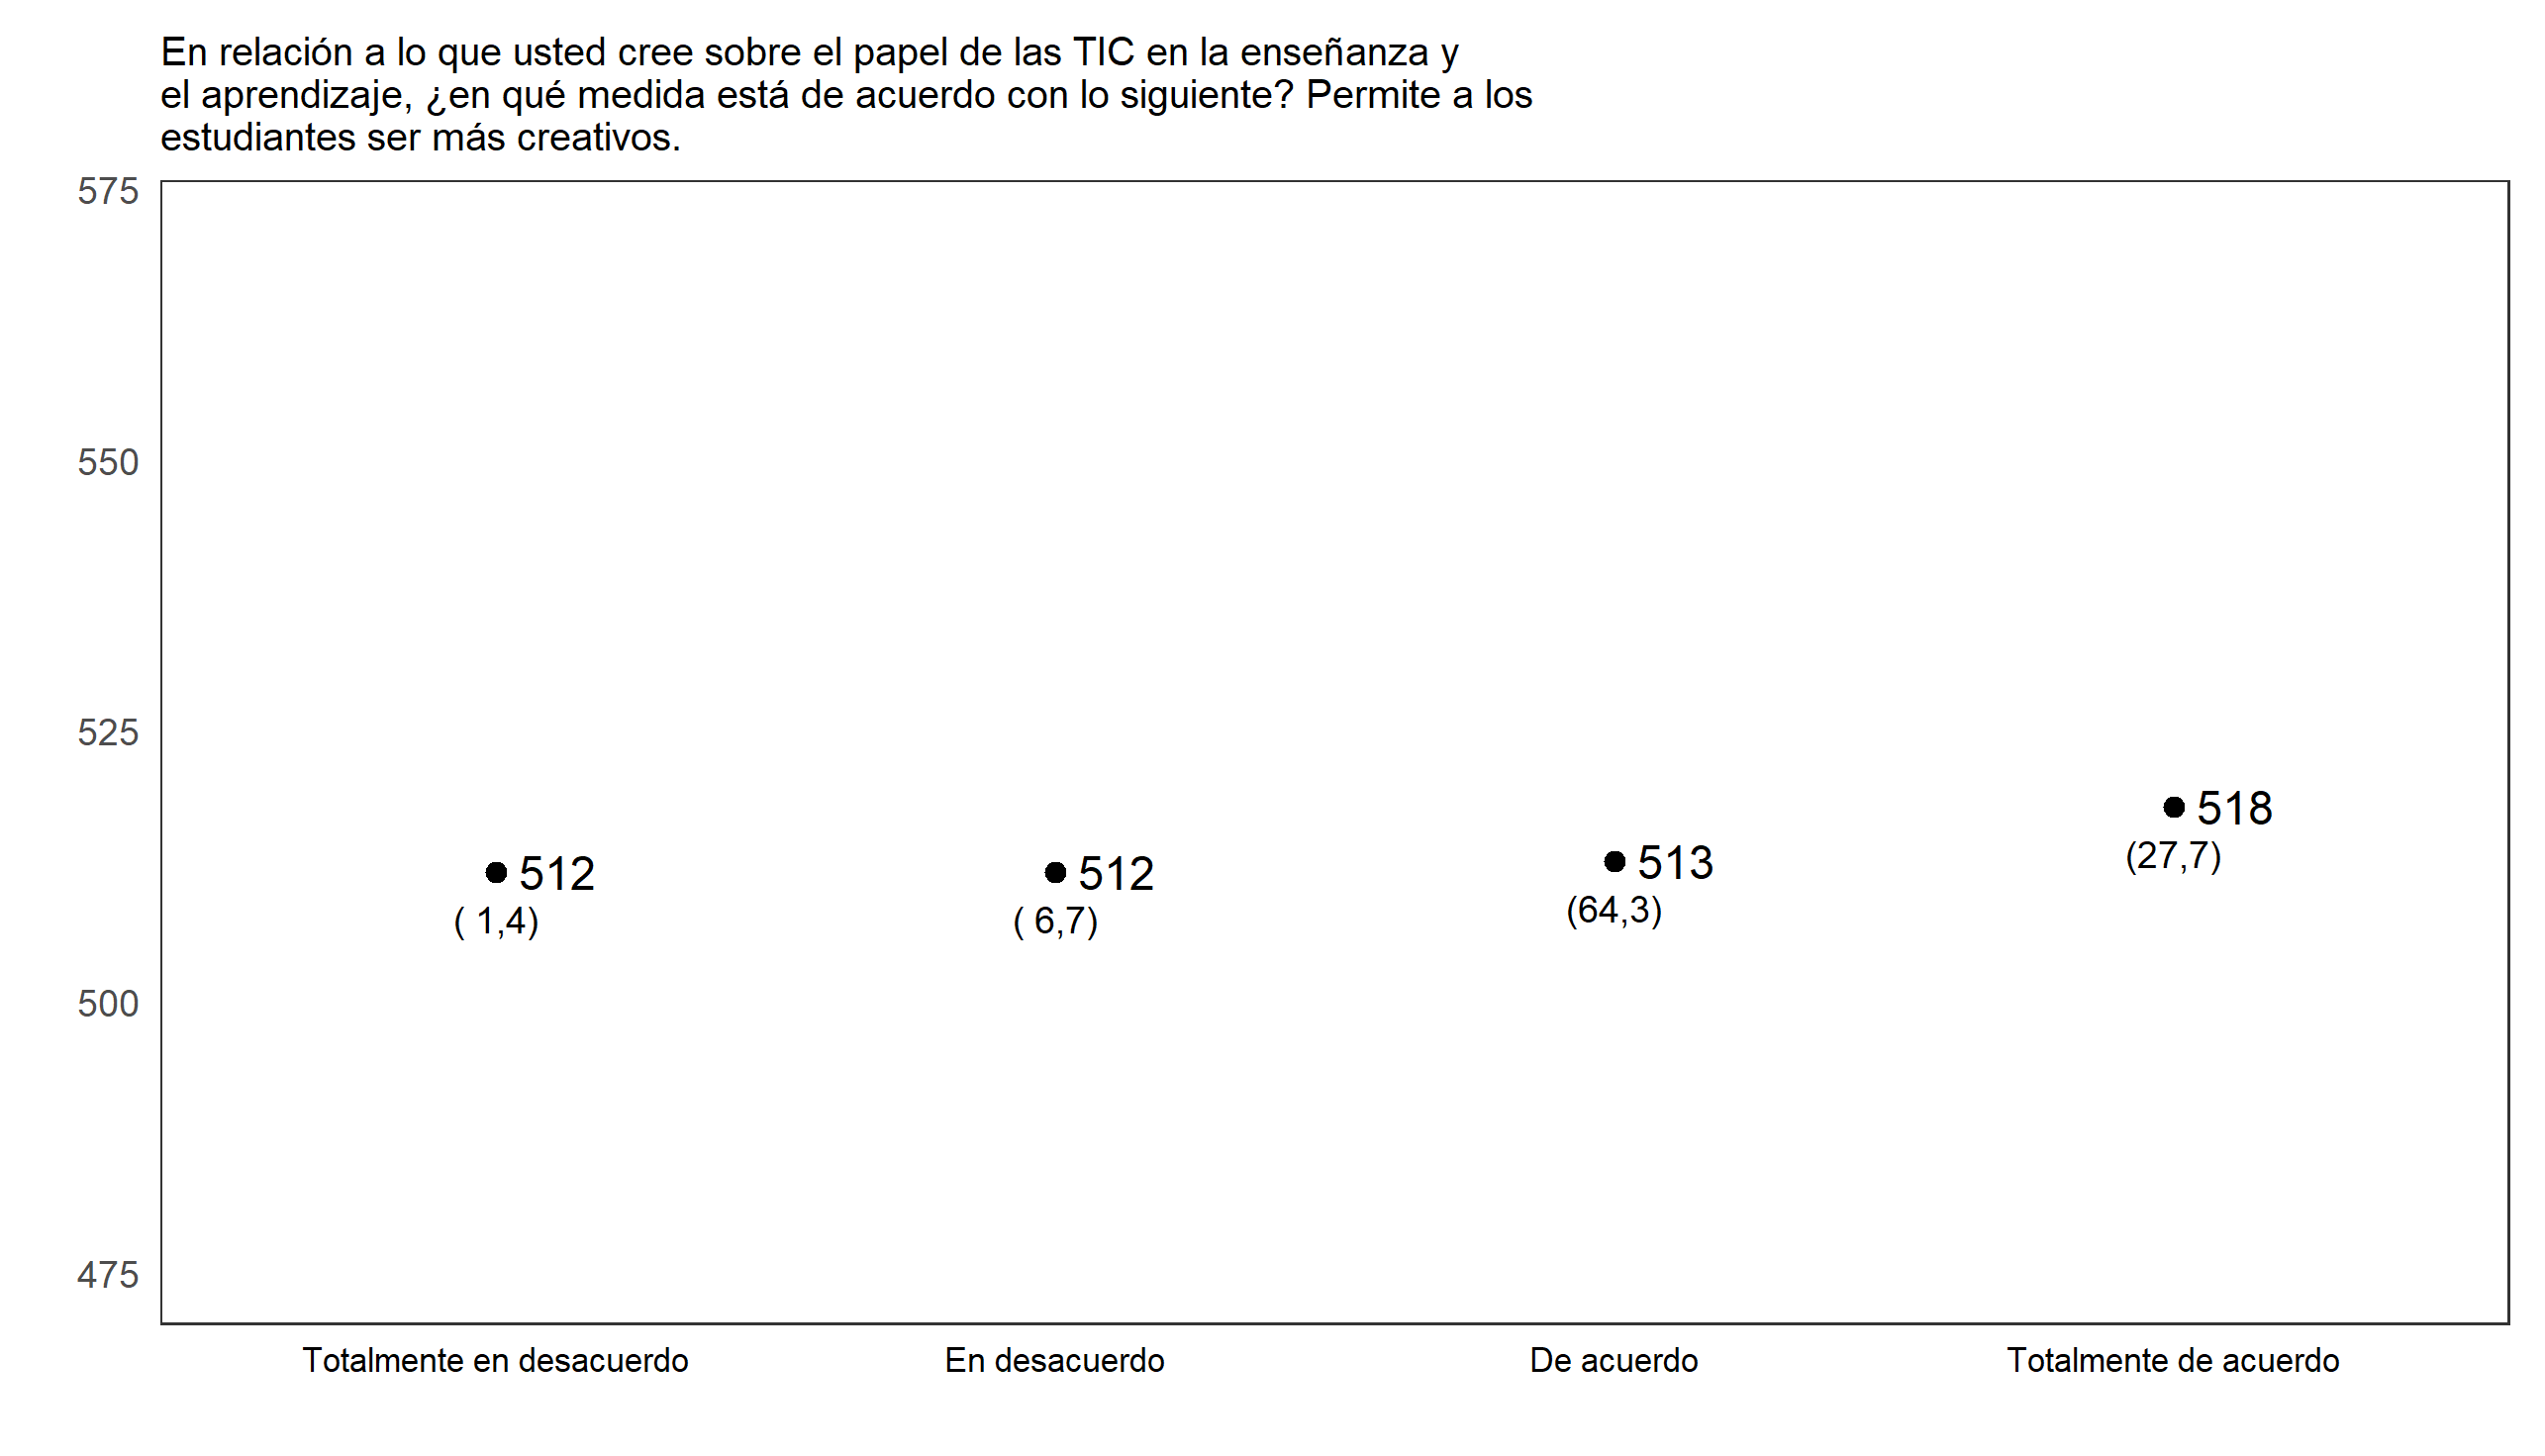 En relación a lo que usted cree sobre el papel de las TIC en la enseñanza y
el aprendizaje, ¿en qué medida está de acuerdo con lo siguiente? Permite a los
estudiantes ser más creativos.
575
550
525
500
475
512
( 1,4)
512
( 6,7)
513
(64,3)
518
(27,7)
Totalmente en desacuerdo
En desacuerdo
De acuerdo
Totalmente de acuerdo